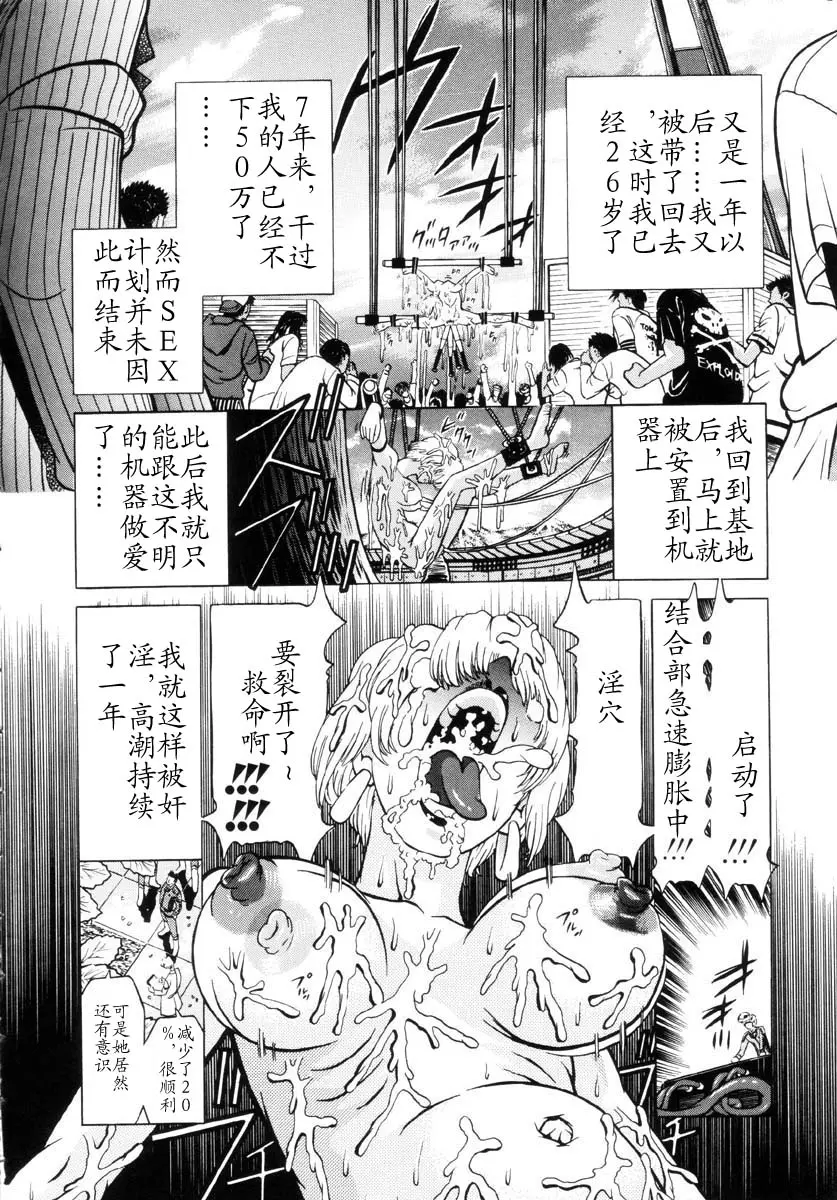 又是一年以
后……我又
被带了回去
，这时我已
经26岁了
7年来，干过
我的人已经不
下50万了
……
然而SEX
计划并未因
此而结束
EXPLOI
グッタァァァ
我回到基地
后，马上就
被安置到机
器上
此后我就只
能跟这不明
的机器做爱
了……
启动了
……!!!
结合部急速膨胀中!!!
淫穴
要裂开了~
救命啊
!!!!!!
我就这样被奸
淫，高潮持续
了一年
减少了20
%，很顺利
可是她居然
还有意识